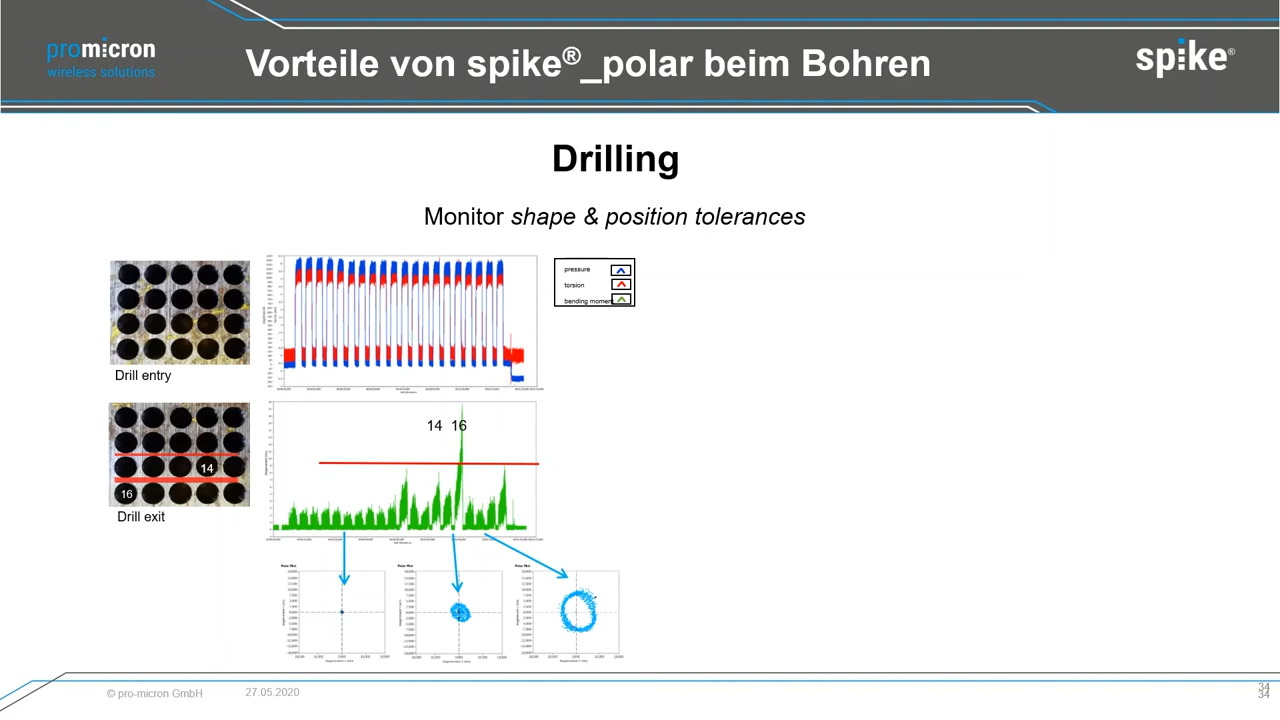 promicron
wireless solutions
Vorteile von spike®_polar beim Bohren
spike®
Drilling
Monitor shape & position tolerances
pressure
torsion
bending moment
Drill entry
14 16
14
16
Drill exit
Polar Plot
Polar Plot
Polar Plot
© pro-micron GmbH
27.05.2020
34
34